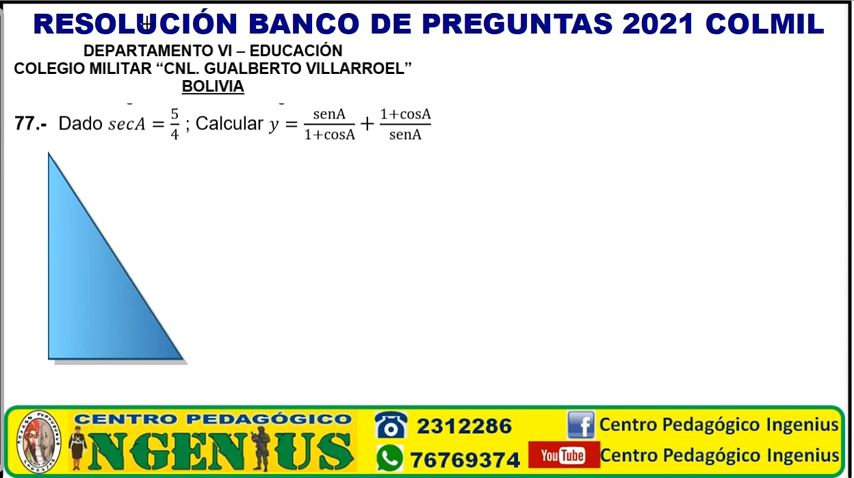 RESOLUCIÓN BANCO DE PREGUNTAS 2021 COLMIL
DEPARTAMENTO VI – EDUCACIÓN
COLEGIO MILITAR “CNL. GUALBERTO VILLARROEL”
BOLIVIA
77.- Dado secA = 5/4 ; Calcular y = senA/1+cosA + 1+cosA/senA
CENTRO PEDAGÓGICO
INGENIUS
2312286
76769374
Centro Pedagógico Ingenius
YouTube Centro Pedagógico Ingenius